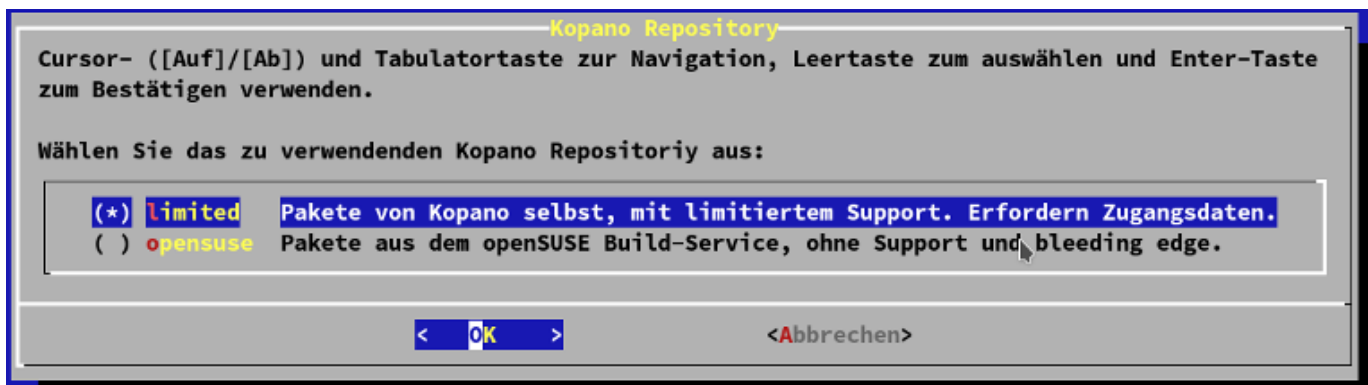 Kopano Repository
Cursor- ([Auf]/[Ab]) und Tabulatortaste zur Navigation, Leertaste zum auswählen und Enter-Taste
zum Bestätigen verwenden.
Wählen Sie das zu verwendenden Kopano Repositoriy aus:
(*) limited Pakete von Kopano selbst, mit limitiertem Support. Erfordern Zugangsdaten.
( ) opensuse Pakete aus dem openSUSE Build-Service, ohne Support und bleeding edge.
< OK > <Abbrechen>